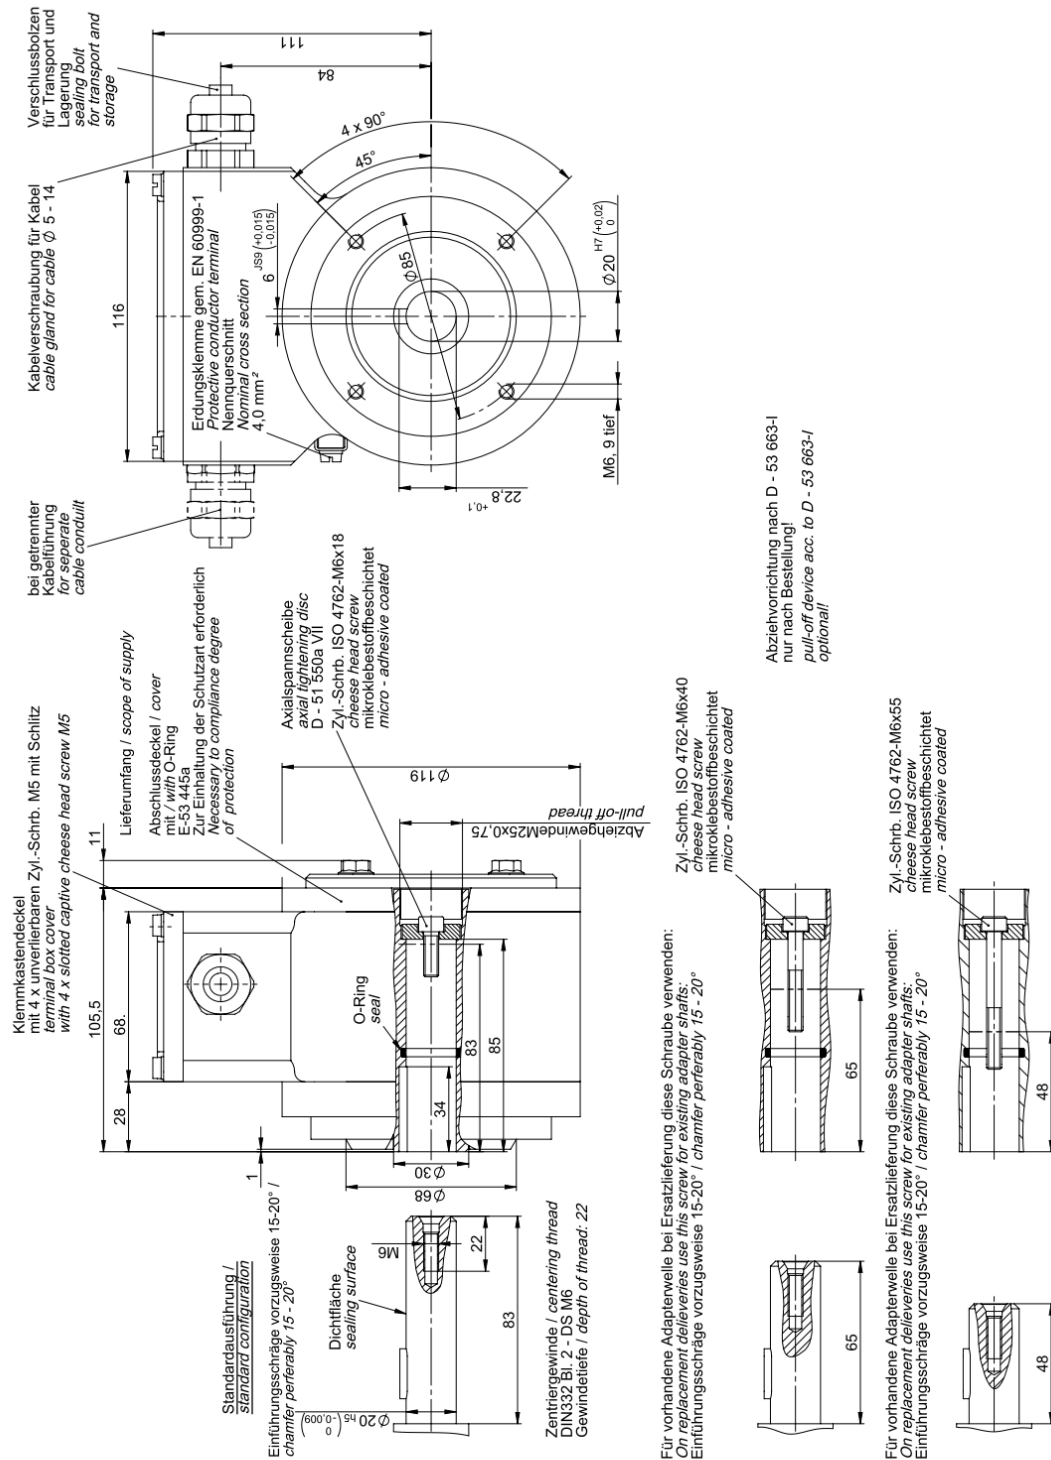 Verschlussbolzen
für Transport und
Lagerung
sealing bolt
for transport and
storage
Kabelverschraubung für Kabel
cable gland for cable ϕ 5 - 14
bei getrennter
Kabelführung
for seperate
cable conduilt
111
84
4 x 90°
45°
116
Erdungsklemme gem. EN 60999-1
Protective conductor terminal
Nennquerschnitt
Nominal cross section
4,0 mm²
6 JS9 (+0,015/-0,015)
ϕ 85
ϕ 20 H7 (+0,02/0)
M6, 9 tief
22,8 +0,1
Klemmkastendeckel
mit 4 x unverlierbaren Zyl.-Schrb. M5 mit Schlitz
terminal box cover
with 4 x slotted captive cheese head screw M5
Lieferumfang / scope of supply
Abschlussdeckel / cover
mit / with O-Ring
E-53 445a
Zur Einhaltung der Schutzart erforderlich
Necessary to compliance degree
of protection
Axialspannscheibe
axial tightening disc
D - 51 550a VII
Zyl.-Schrb. ISO 4762-M6x18
cheese head screw
mikroklebestoffbeschichtet
micro - adhesive coated
11
105,5
68.
28
1
ϕ 119
AbziehgewindeM25x0,75
pull-off thread
O-Ring
seal
83
85
34
ϕ 30
ϕ 68
Standardausführung /
standard configuration
Einführungsschräge vorzugsweise 15-20° /
chamfer perferably 15 - 20°
Dichtfläche
sealing surface
M6
22
83
ϕ 20 h5 (0/-0,009)
Zentriergewinde / centering thread
DIN332 Bl. 2 - DS M6
Gewindetiefe / depth of thread: 22
Abziehvorrichtung nach D - 53 663-I
nur nach Bestellung!
pull-off device acc. to D - 53 663-I
optional!
Zyl.-Schrb. ISO 4762-M6x40
cheese head screw
mikroklebestoffbeschichtet
micro - adhesive coated
Für vorhandene Adapterwelle bei Ersatzlieferung diese Schraube verwenden:
On replacement delieveries use this screw for existing adapter shafts:
Einführungsschräge vorzugsweise 15-20° / chamfer perferably 15 - 20°
65
65
Zyl.-Schrb. ISO 4762-M6x55
cheese head screw
mikroklebestoffbeschichtet
micro - adhesive coated
Für vorhandene Adapterwelle bei Ersatzlieferung diese Schraube verwenden:
On replacement delieveries use this screw for existing adapter shafts:
Einführungsschräge vorzugsweise 15-20° / chamfer perferably 15 - 20°
48
48